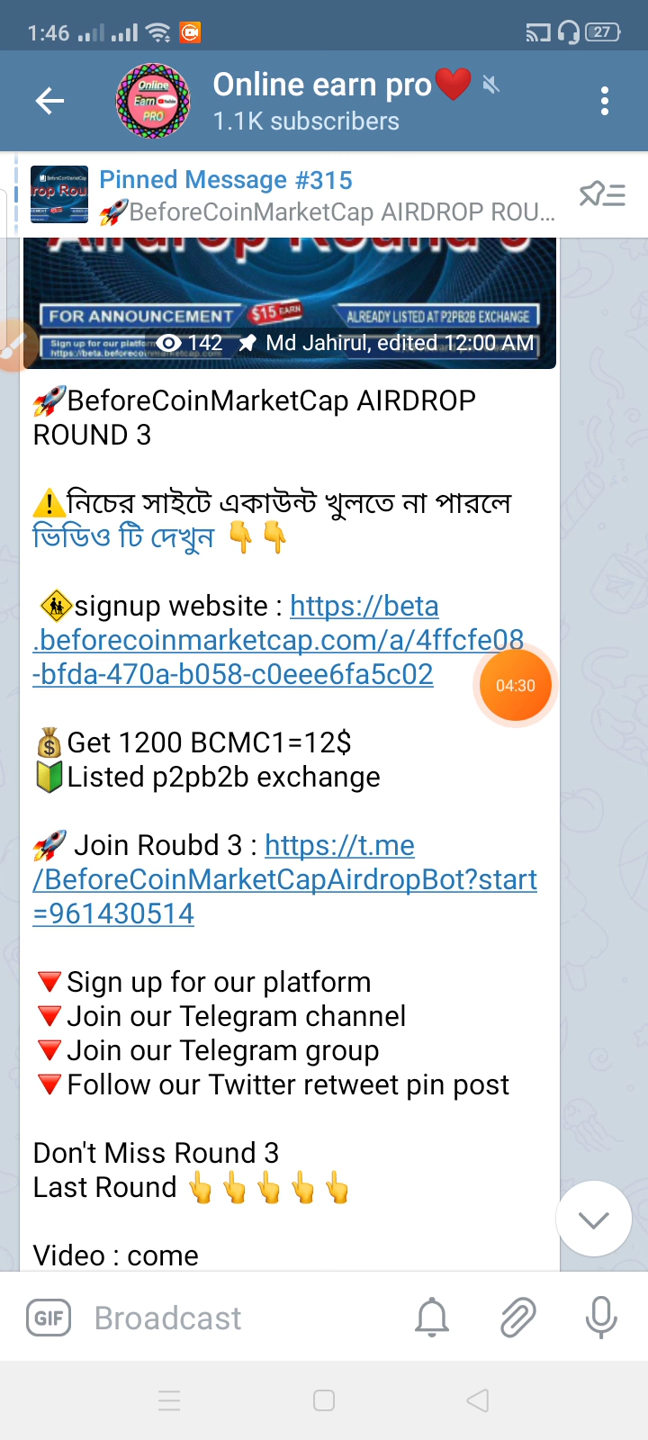 1:46
27
Online
Earn
PRO
Online earn pro❤️
1.1K subscribers
Pinned Message #315
🚀BeforeCoinMarketCap AIRDROP ROU...
FOR ANNOUNCEMENT
$15 EARN
ALREADY LISTED AT P2PB2B EXCHANGE
Sign up for our platform
142
Md Jahirul, edited 12:00 AM
🚀BeforeCoinMarketCap AIRDROP
ROUND 3
⚠️নিচের সাইটে একাউন্ট খুলতে না পারলে
ভিডিও টি দেখুন 👇👇
🚸signup website : https://beta
.beforecoinmarketcap.com/a/4ffcfe08
-bfda-470a-b058-c0eee6fa5c02
04:30
💰Get 1200 BCMC1=12$
🔰Listed p2pb2b exchange
🚀 Join Roubd 3 : https://t.me
/BeforeCoinMarketCapAirdropBot?start
=961430514
🔻Sign up for our platform
🔻Join our Telegram channel
🔻Join our Telegram group
🔻Follow our Twitter retweet pin post
Don't Miss Round 3
Last Round 👆👆👆👆👆
Video : come
GIF
Broadcast